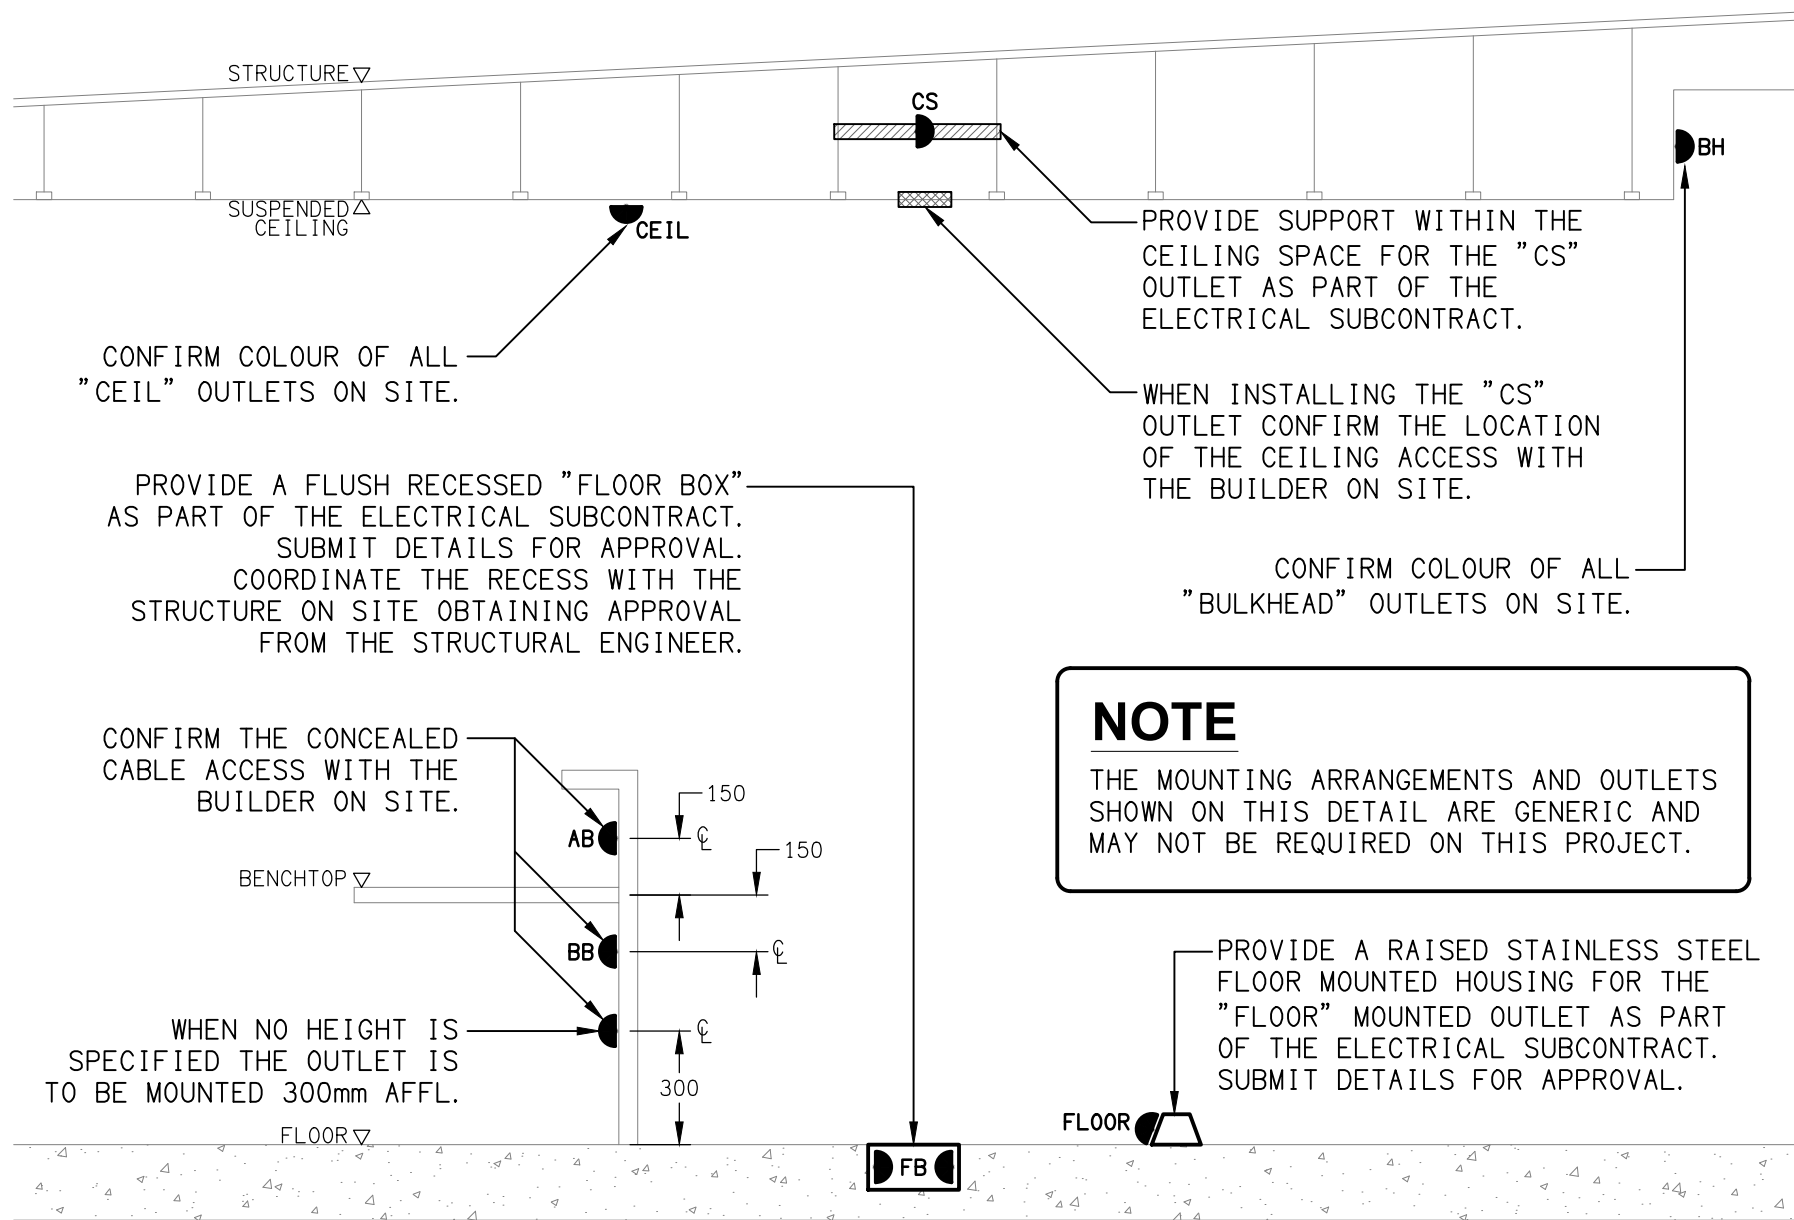 STRUCTURE
CS
BH
SUSPENDED
CEILING
CEIL
PROVIDE SUPPORT WITHIN THE
CEILING SPACE FOR THE "CS"
OUTLET AS PART OF THE
ELECTRICAL SUBCONTRACT.
CONFIRM COLOUR OF ALL
"CEIL" OUTLETS ON SITE.
WHEN INSTALLING THE "CS"
OUTLET CONFIRM THE LOCATION
OF THE CEILING ACCESS WITH
THE BUILDER ON SITE.
PROVIDE A FLUSH RECESSED "FLOOR BOX"
AS PART OF THE ELECTRICAL SUBCONTRACT.
SUBMIT DETAILS FOR APPROVAL.
COORDINATE THE RECESS WITH THE
STRUCTURE ON SITE OBTAINING APPROVAL
FROM THE STRUCTURAL ENGINEER.
CONFIRM COLOUR OF ALL
"BULKHEAD" OUTLETS ON SITE.
NOTE
THE MOUNTING ARRANGEMENTS AND OUTLETS
SHOWN ON THIS DETAIL ARE GENERIC AND
MAY NOT BE REQUIRED ON THIS PROJECT.
CONFIRM THE CONCEALED
CABLE ACCESS WITH THE
BUILDER ON SITE.
150
AB
℄
150
BENCHTOP
BB
℄
WHEN NO HEIGHT IS
SPECIFIED THE OUTLET IS
TO BE MOUNTED 300mm AFFL.
℄
300
FLOOR
PROVIDE A RAISED STAINLESS STEEL
FLOOR MOUNTED HOUSING FOR THE
"FLOOR" MOUNTED OUTLET AS PART
OF THE ELECTRICAL SUBCONTRACT.
SUBMIT DETAILS FOR APPROVAL.
FLOOR
FB